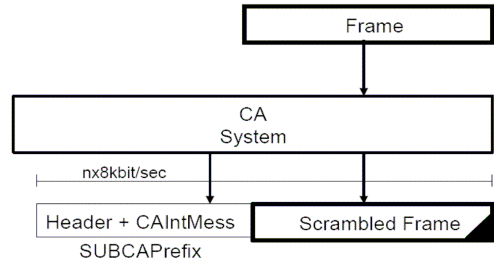 Frame
CA
System
nx8kbit/sec
Header + CAIntMess
Scrambled Frame
SUBCAPrefix